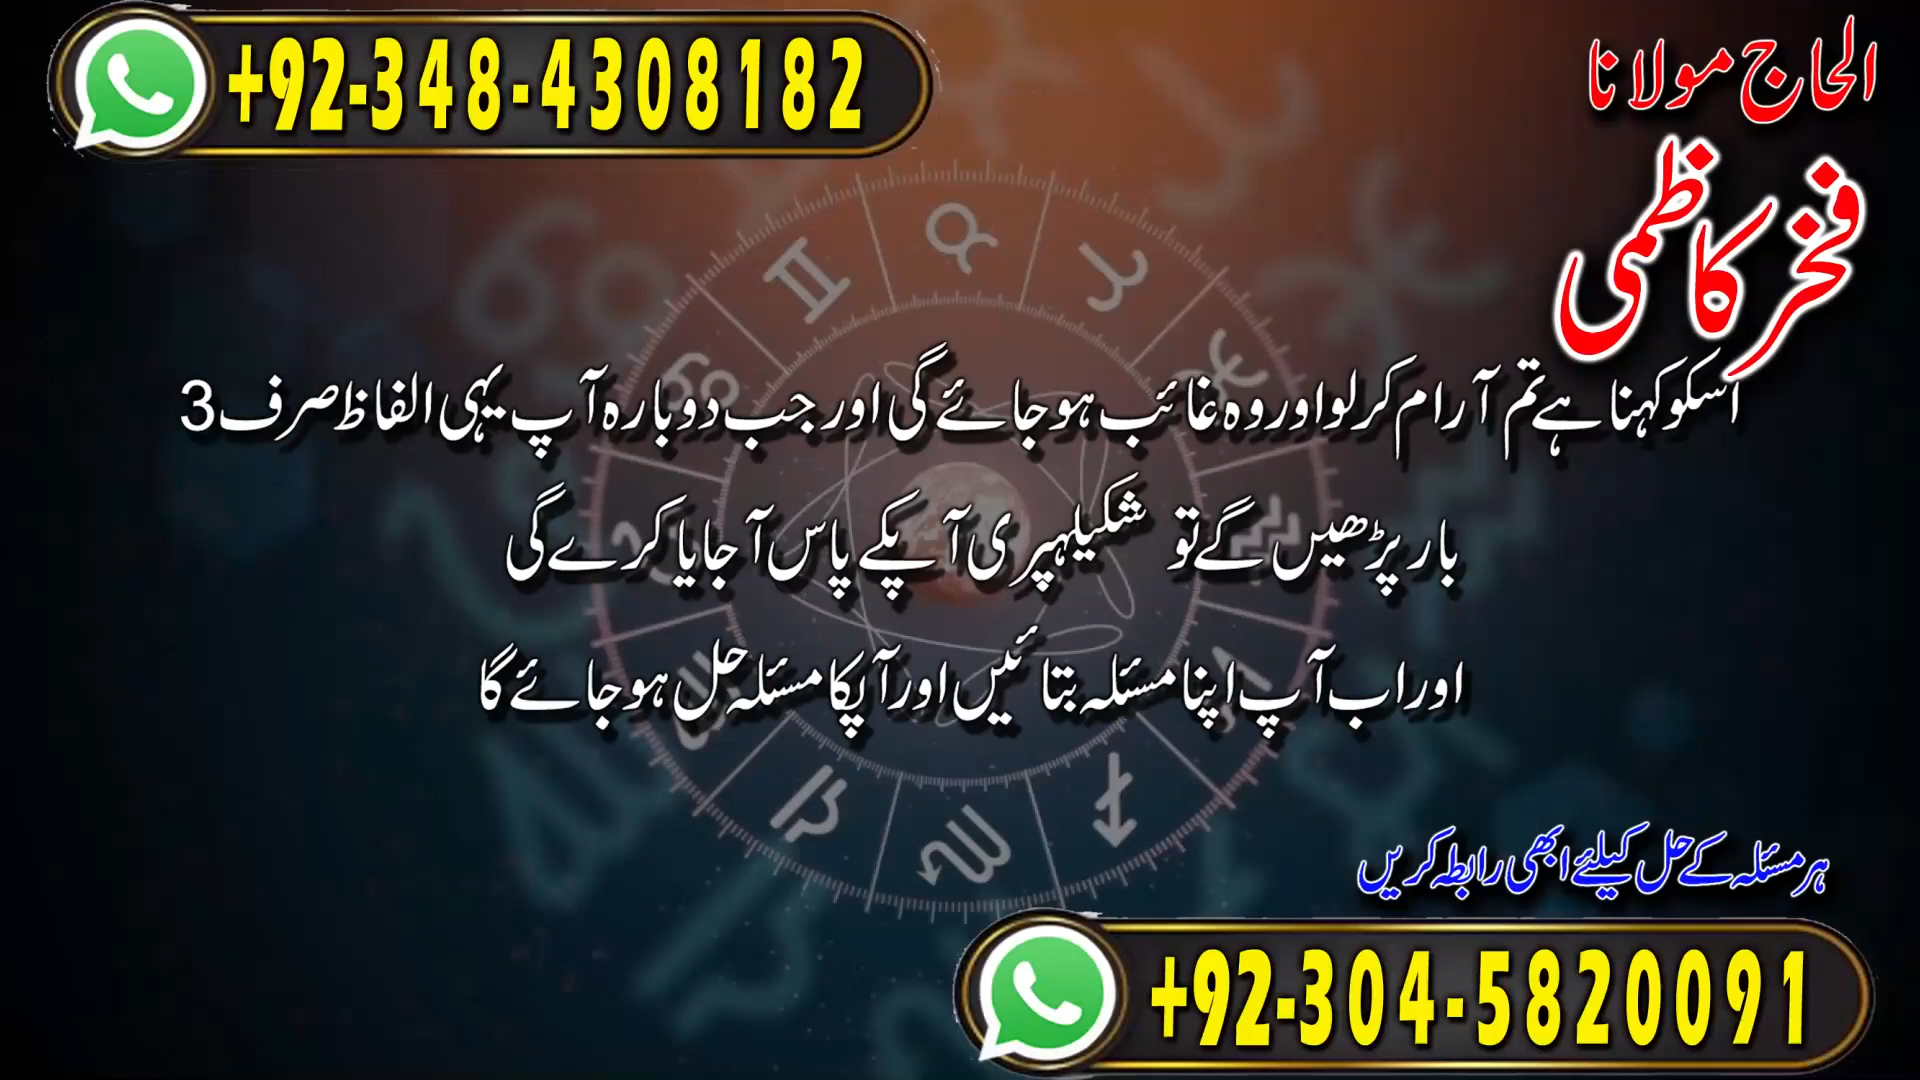 +92-348-4308182
الحاج مولانا
فخر کاظمی
اسکو کہنا ہے تم آرام کرلو اور وہ غائب ہو جائے گی اور جب دوبارہ آپ یہی الفاظ صرف 3
بار پڑھیں گے تو شکیلہپری آپکے پاس آجایا کرے گی
اور اب آپ اپنا مسئلہ بتائیں اور آپکا مسئلہ حل ہو جائے گا
ہر مسئلہ کے حل کیلئے ابھی رابطہ کریں
+92-304-5820091